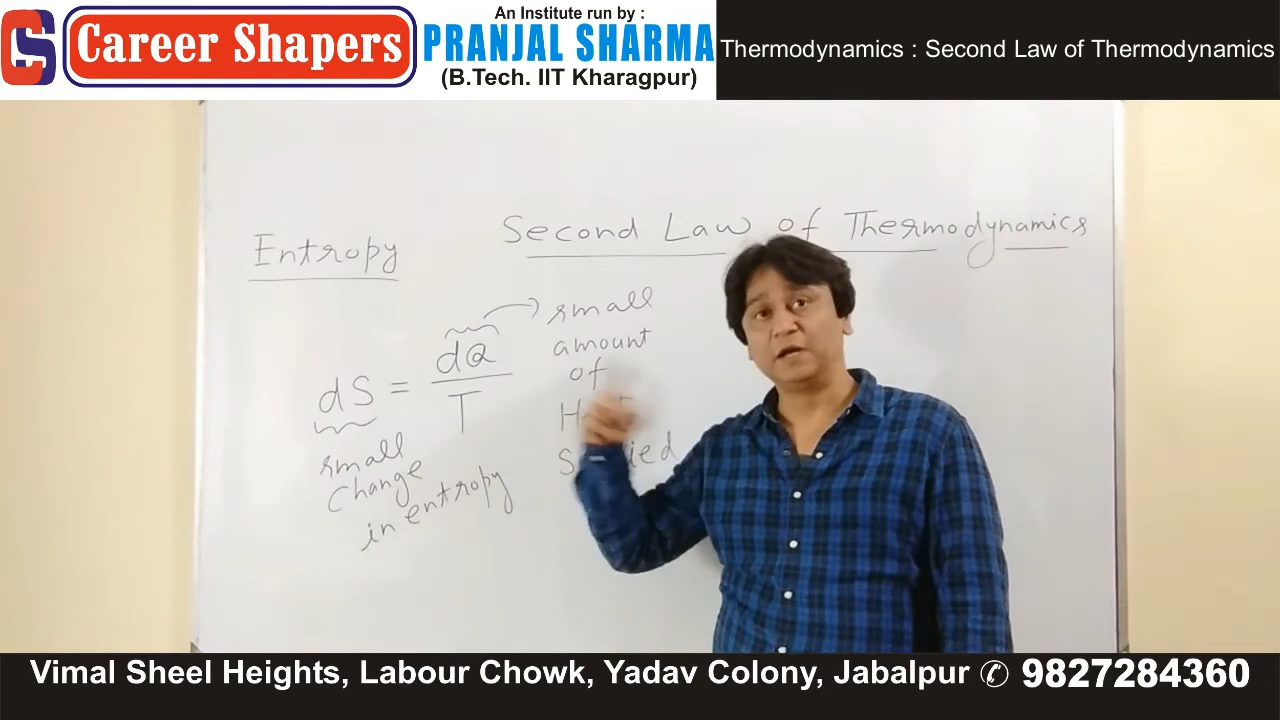 An Institute run by :
CS Career Shapers
PRANJAL SHARMA
(B.Tech. IIT Kharagpur)
Thermodynamics : Second Law of Thermodynamics
Entropy
Second Law of Thermodynamics
dS = dQ / T
small
amount
of
small
Change
in entropy
Vimal Sheel Heights, Labour Chowk, Yadav Colony, Jabalpur ✆ 9827284360